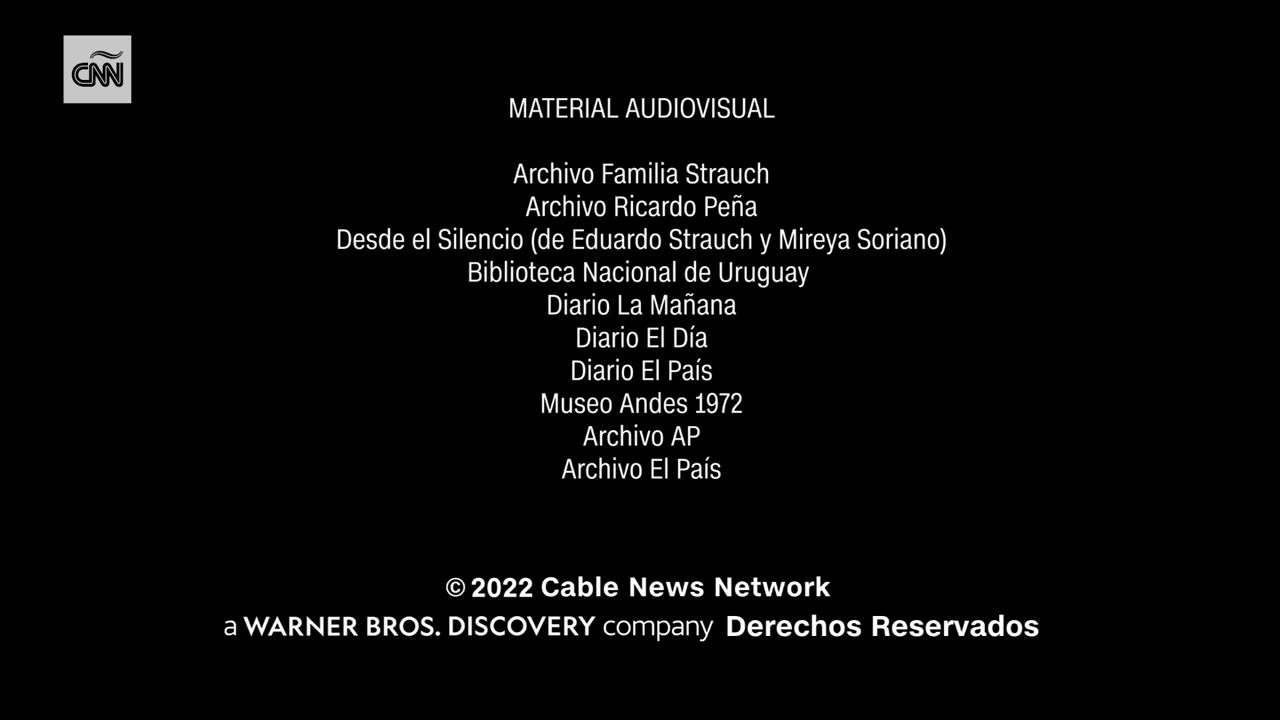 CNN
MATERIAL AUDIOVISUAL
Archivo Familia Strauch
Archivo Ricardo Peña
Desde el Silencio (de Eduardo Strauch y Mireya Soriano)
Biblioteca Nacional de Uruguay
Diario La Mañana
Diario El Día
Diario El País
Museo Andes 1972
Archivo AP
Archivo El País
© 2022 Cable News Network
a WARNER BROS. DISCOVERY company Derechos Reservados